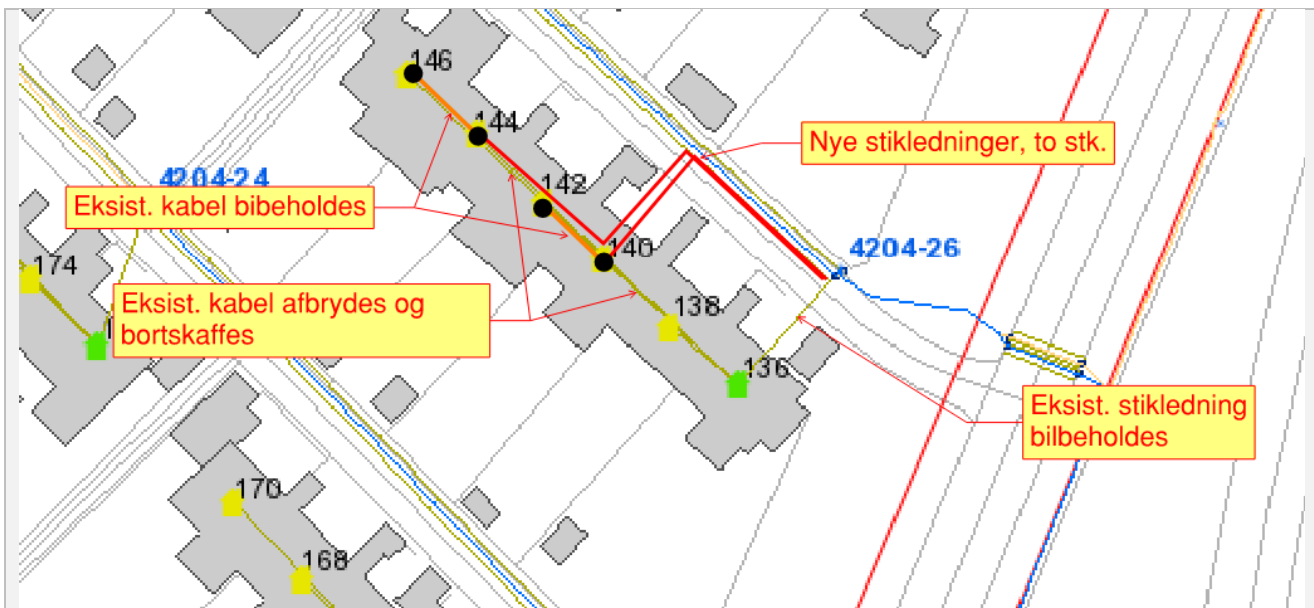 146
144
Nye stikledninger, to stk.
4204-24
142
Eksist. kabel bibeholdes
140
4204-26
174
Eksist. kabel afbrydes og
bortskaffes
138
136
Eksist. stikledning
bilbeholdes
170
168